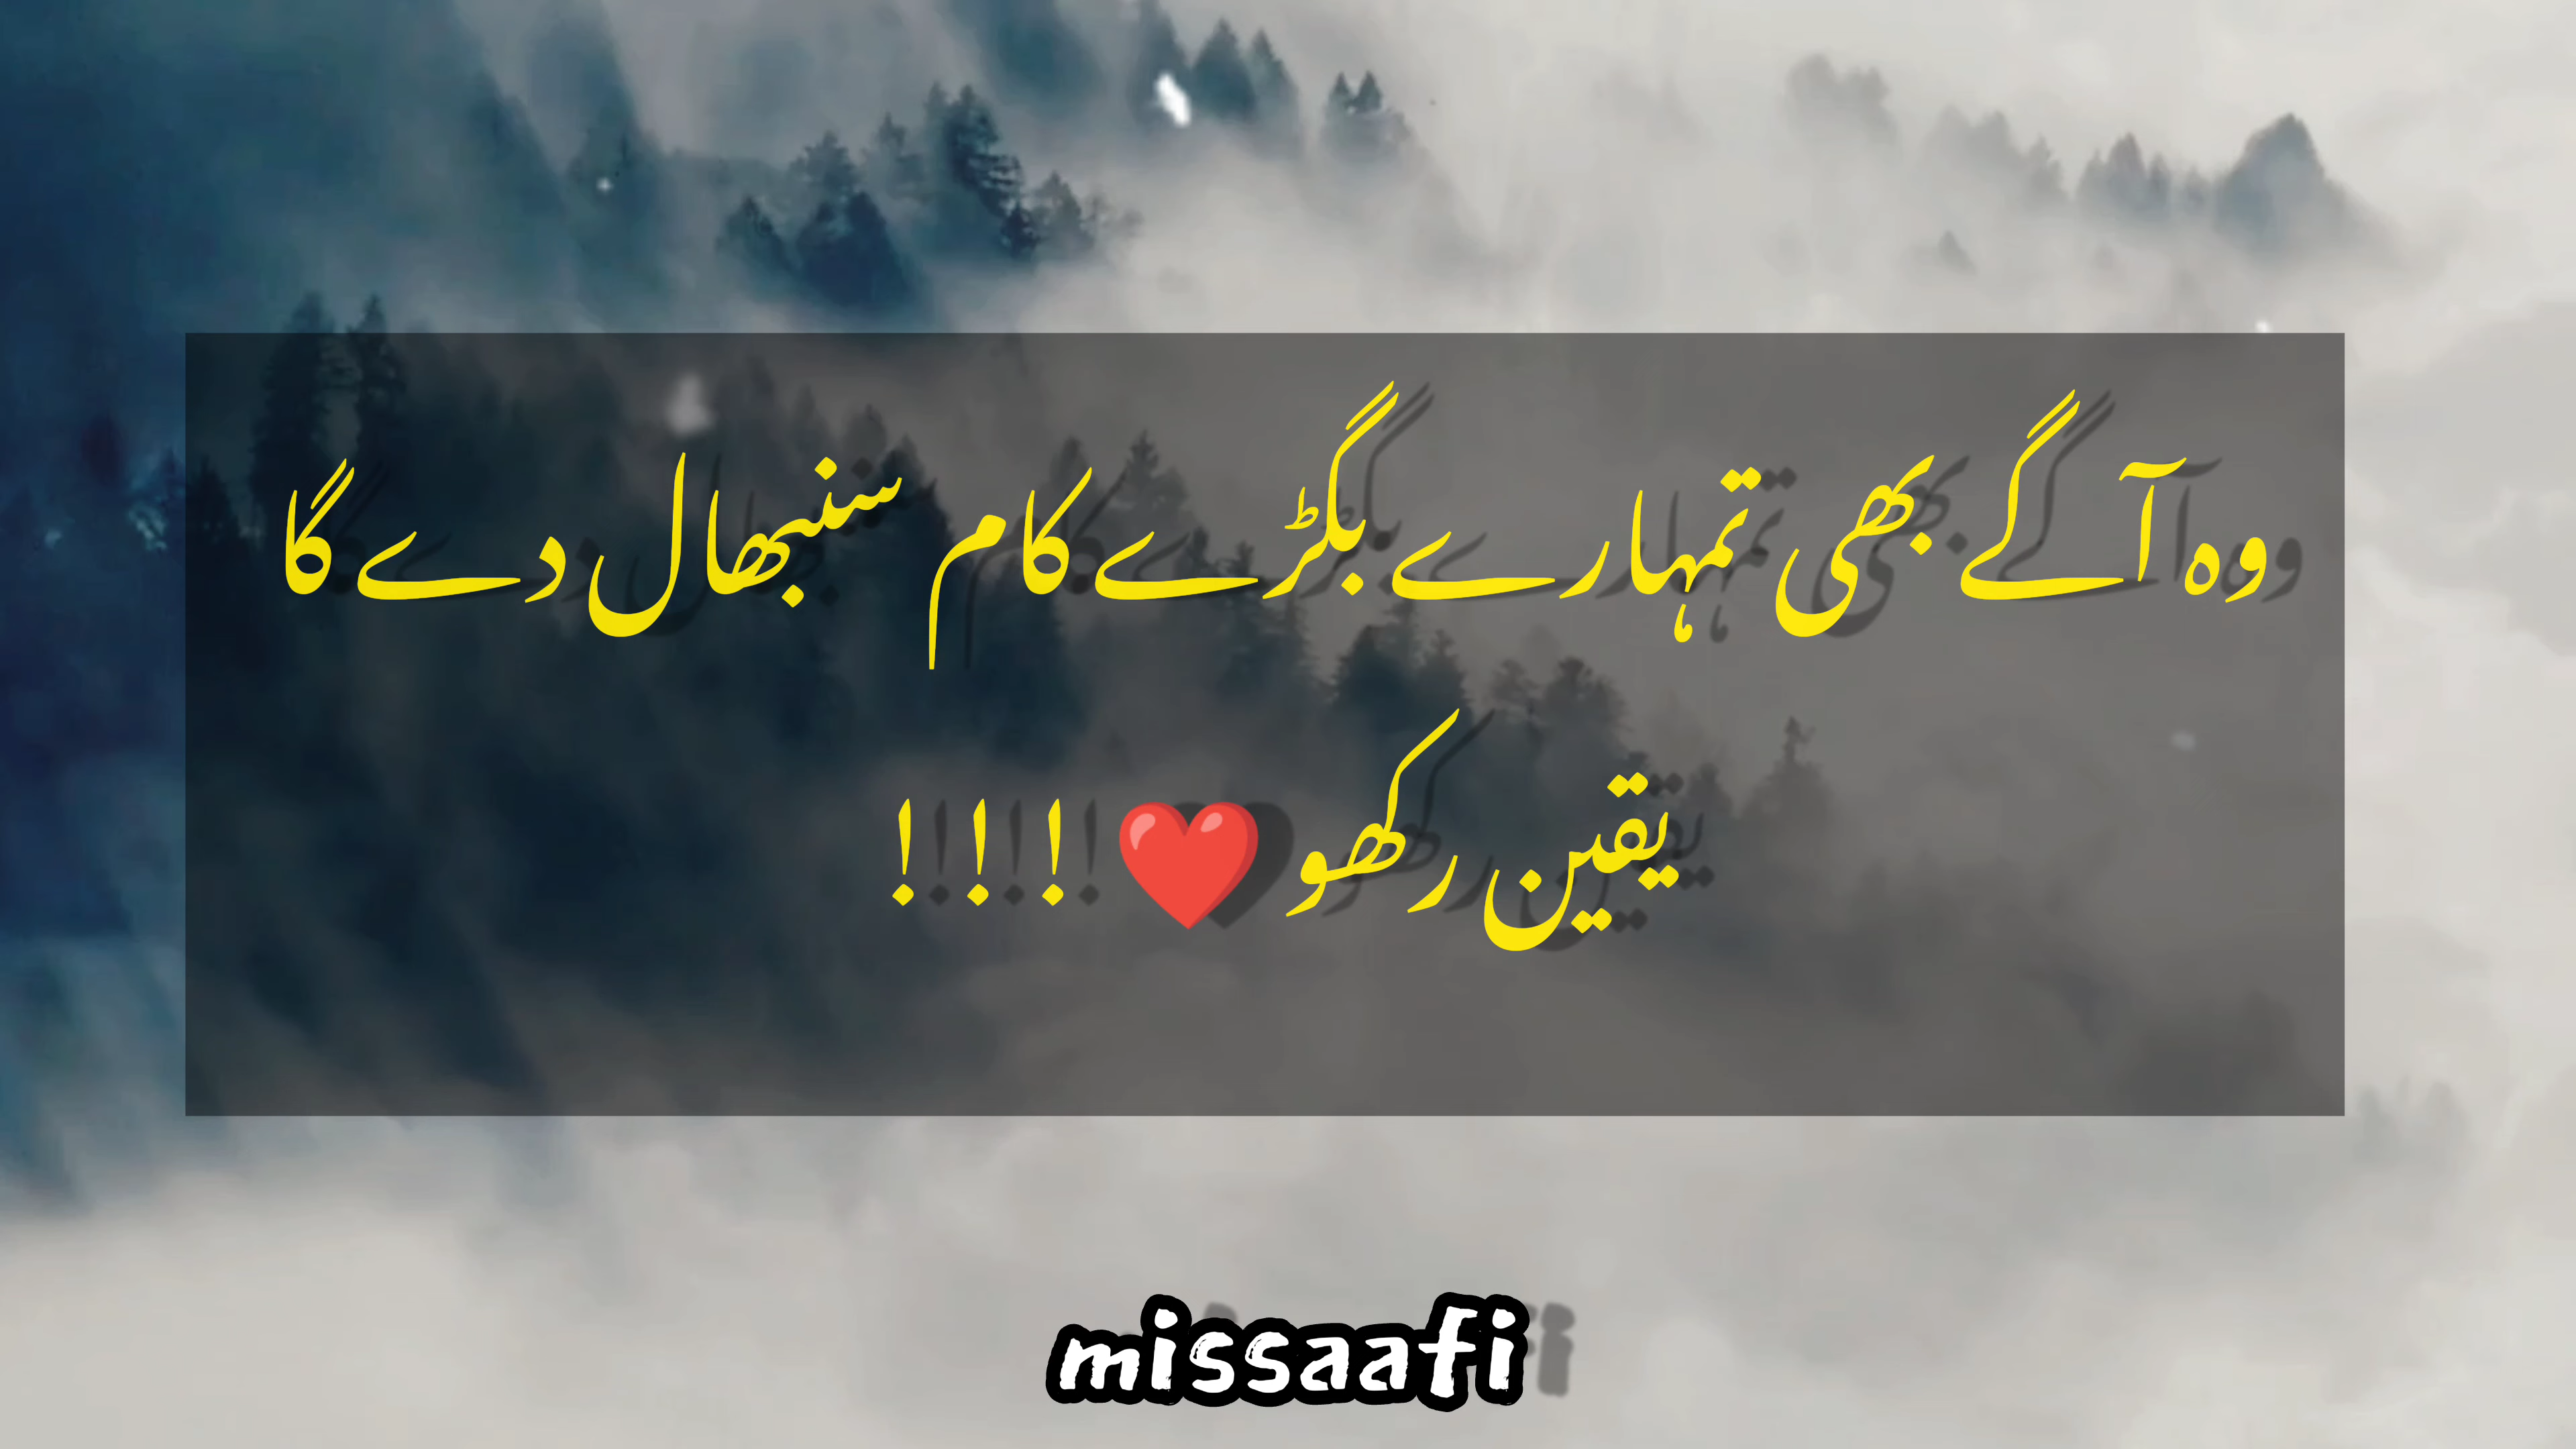 وہ آگے بھی تمہارے بگڑے کام سنبھال دے گا
یقین رکھو ❤️ ! ! !
missaafi